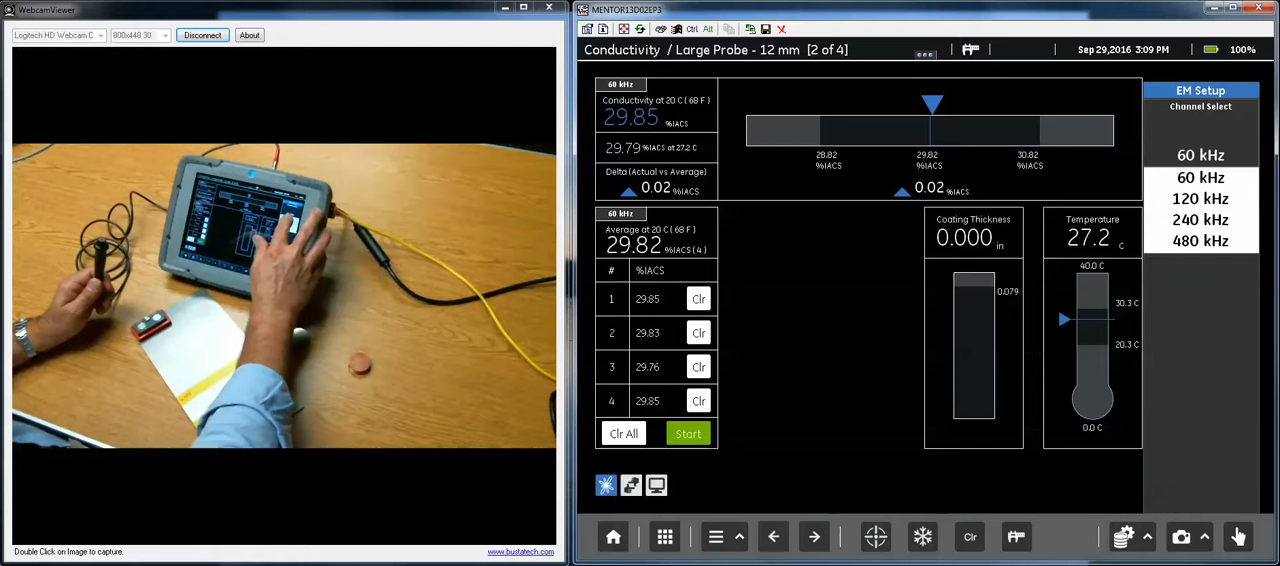 WebcamViewer
Logitech HD Webcam C
800x448 30
Disconnect
About
Double Click on Image to capture.
www.bustatech.com
MENTOR13D02EP3
Ctrl
Alt
Conductivity / Large Probe - 12 mm [2 of 4]
Sep 29,2016 3:09 PM
100%
60 kHz
Conductivity at 20 C ( 68 F )
29.85
%IACS
29.79 %IACS at 27.2 C
Delta (Actual vs Average)
0.02 %IACS
28.82
%IACS
29.82
%IACS
30.82
%IACS
0.02 %IACS
60 kHz
Average at 20 C ( 68 F )
29.82 %IACS ( 4 )
# %IACS
1 29.85 Clr
2 29.83 Clr
3 29.76 Clr
4 29.85 Clr
Clr All
Start
Coating Thickness
0.000 in
0.079
Temperature
27.2 C
40.0 C
30.3 C
20.3 C
0.0 C
EM Setup
Channel Select
60 kHz
60 kHz
120 kHz
240 kHz
480 kHz
Clr